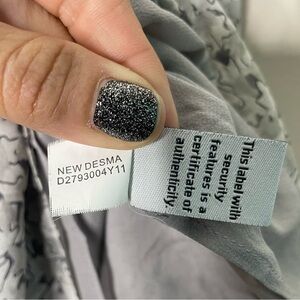 NEW DESMA
D2793004Y11
This label with
security
features is a
certificate of
authenticity.